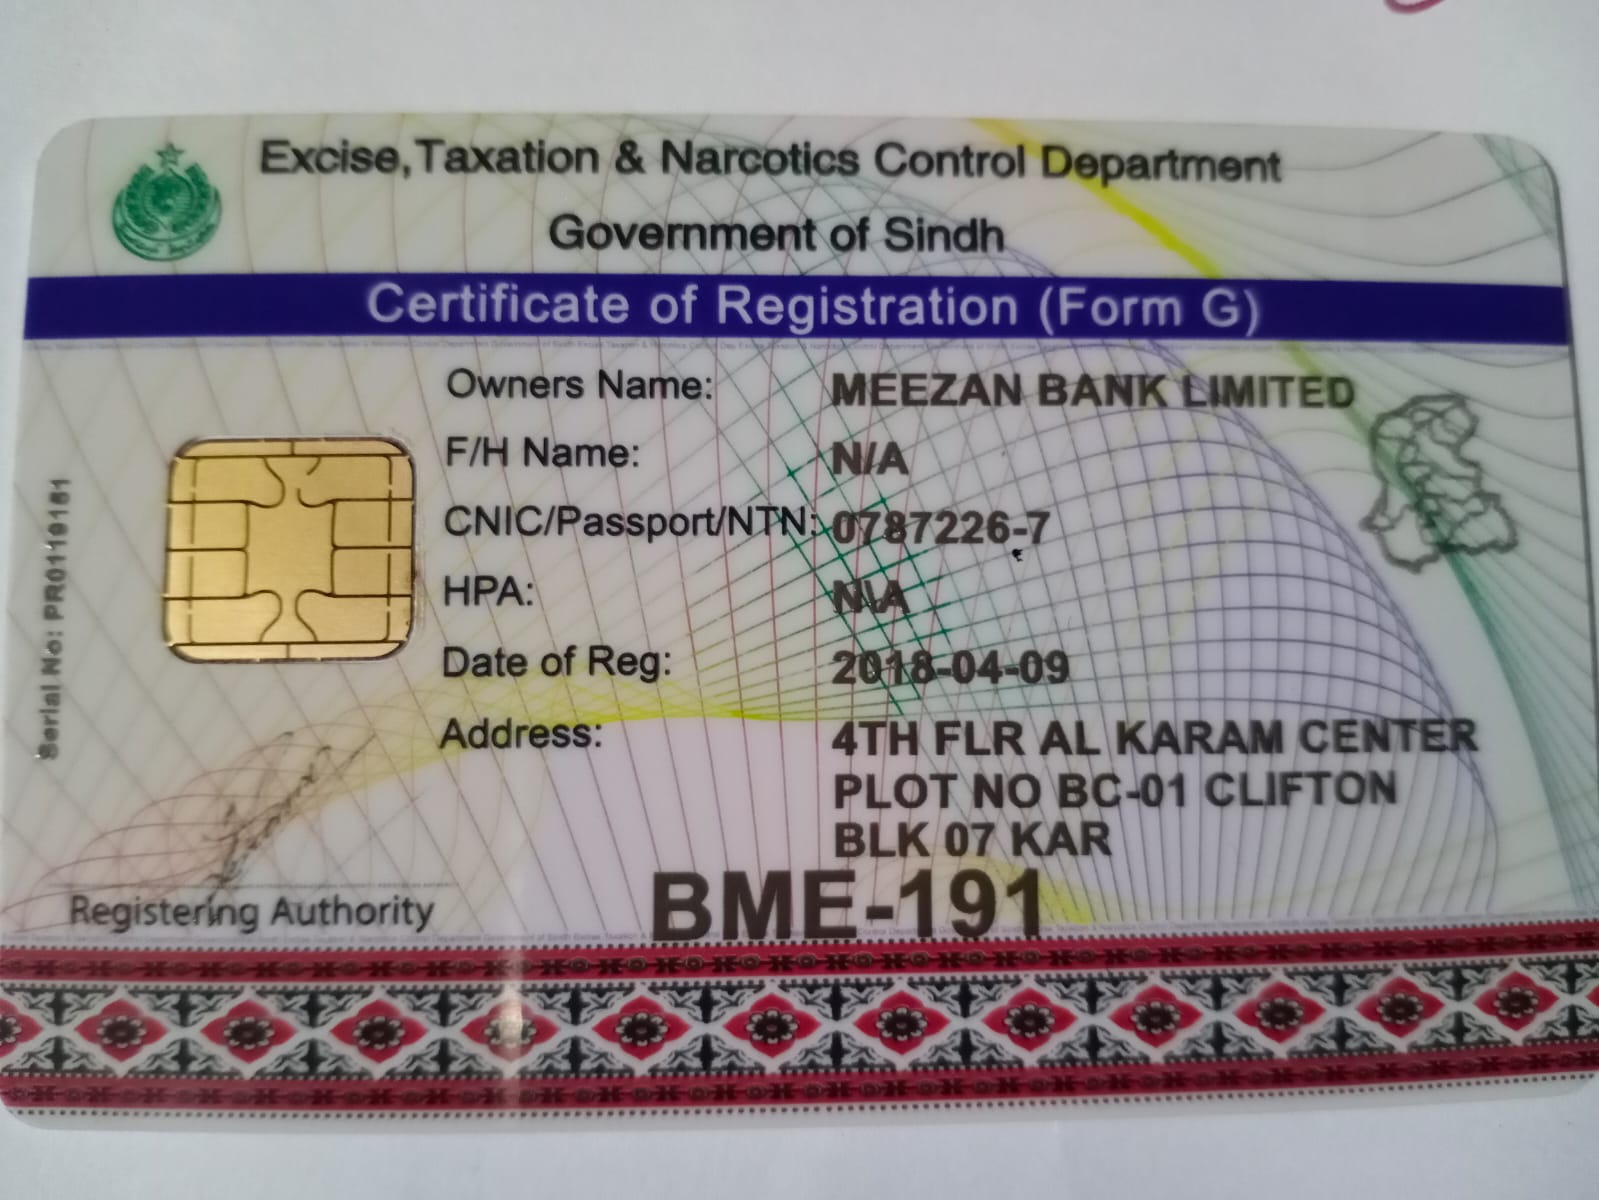 Excise, Taxation & Narcotics Control Department
Government of Sindh
Certificate of Registration (Form G)
Owners Name: MEEZAN BANK LIMITED
F/H Name: N/A
CNIC/Passport/NTN: 0787226-7
HPA: N\A
Date of Reg: 2018-04-09
Address: 4TH FLR AL KARAM CENTER
PLOT NO BC-01 CLIFTON
BLK 07 KAR
BME-191
Registering Authority
Serial No: PR0119151